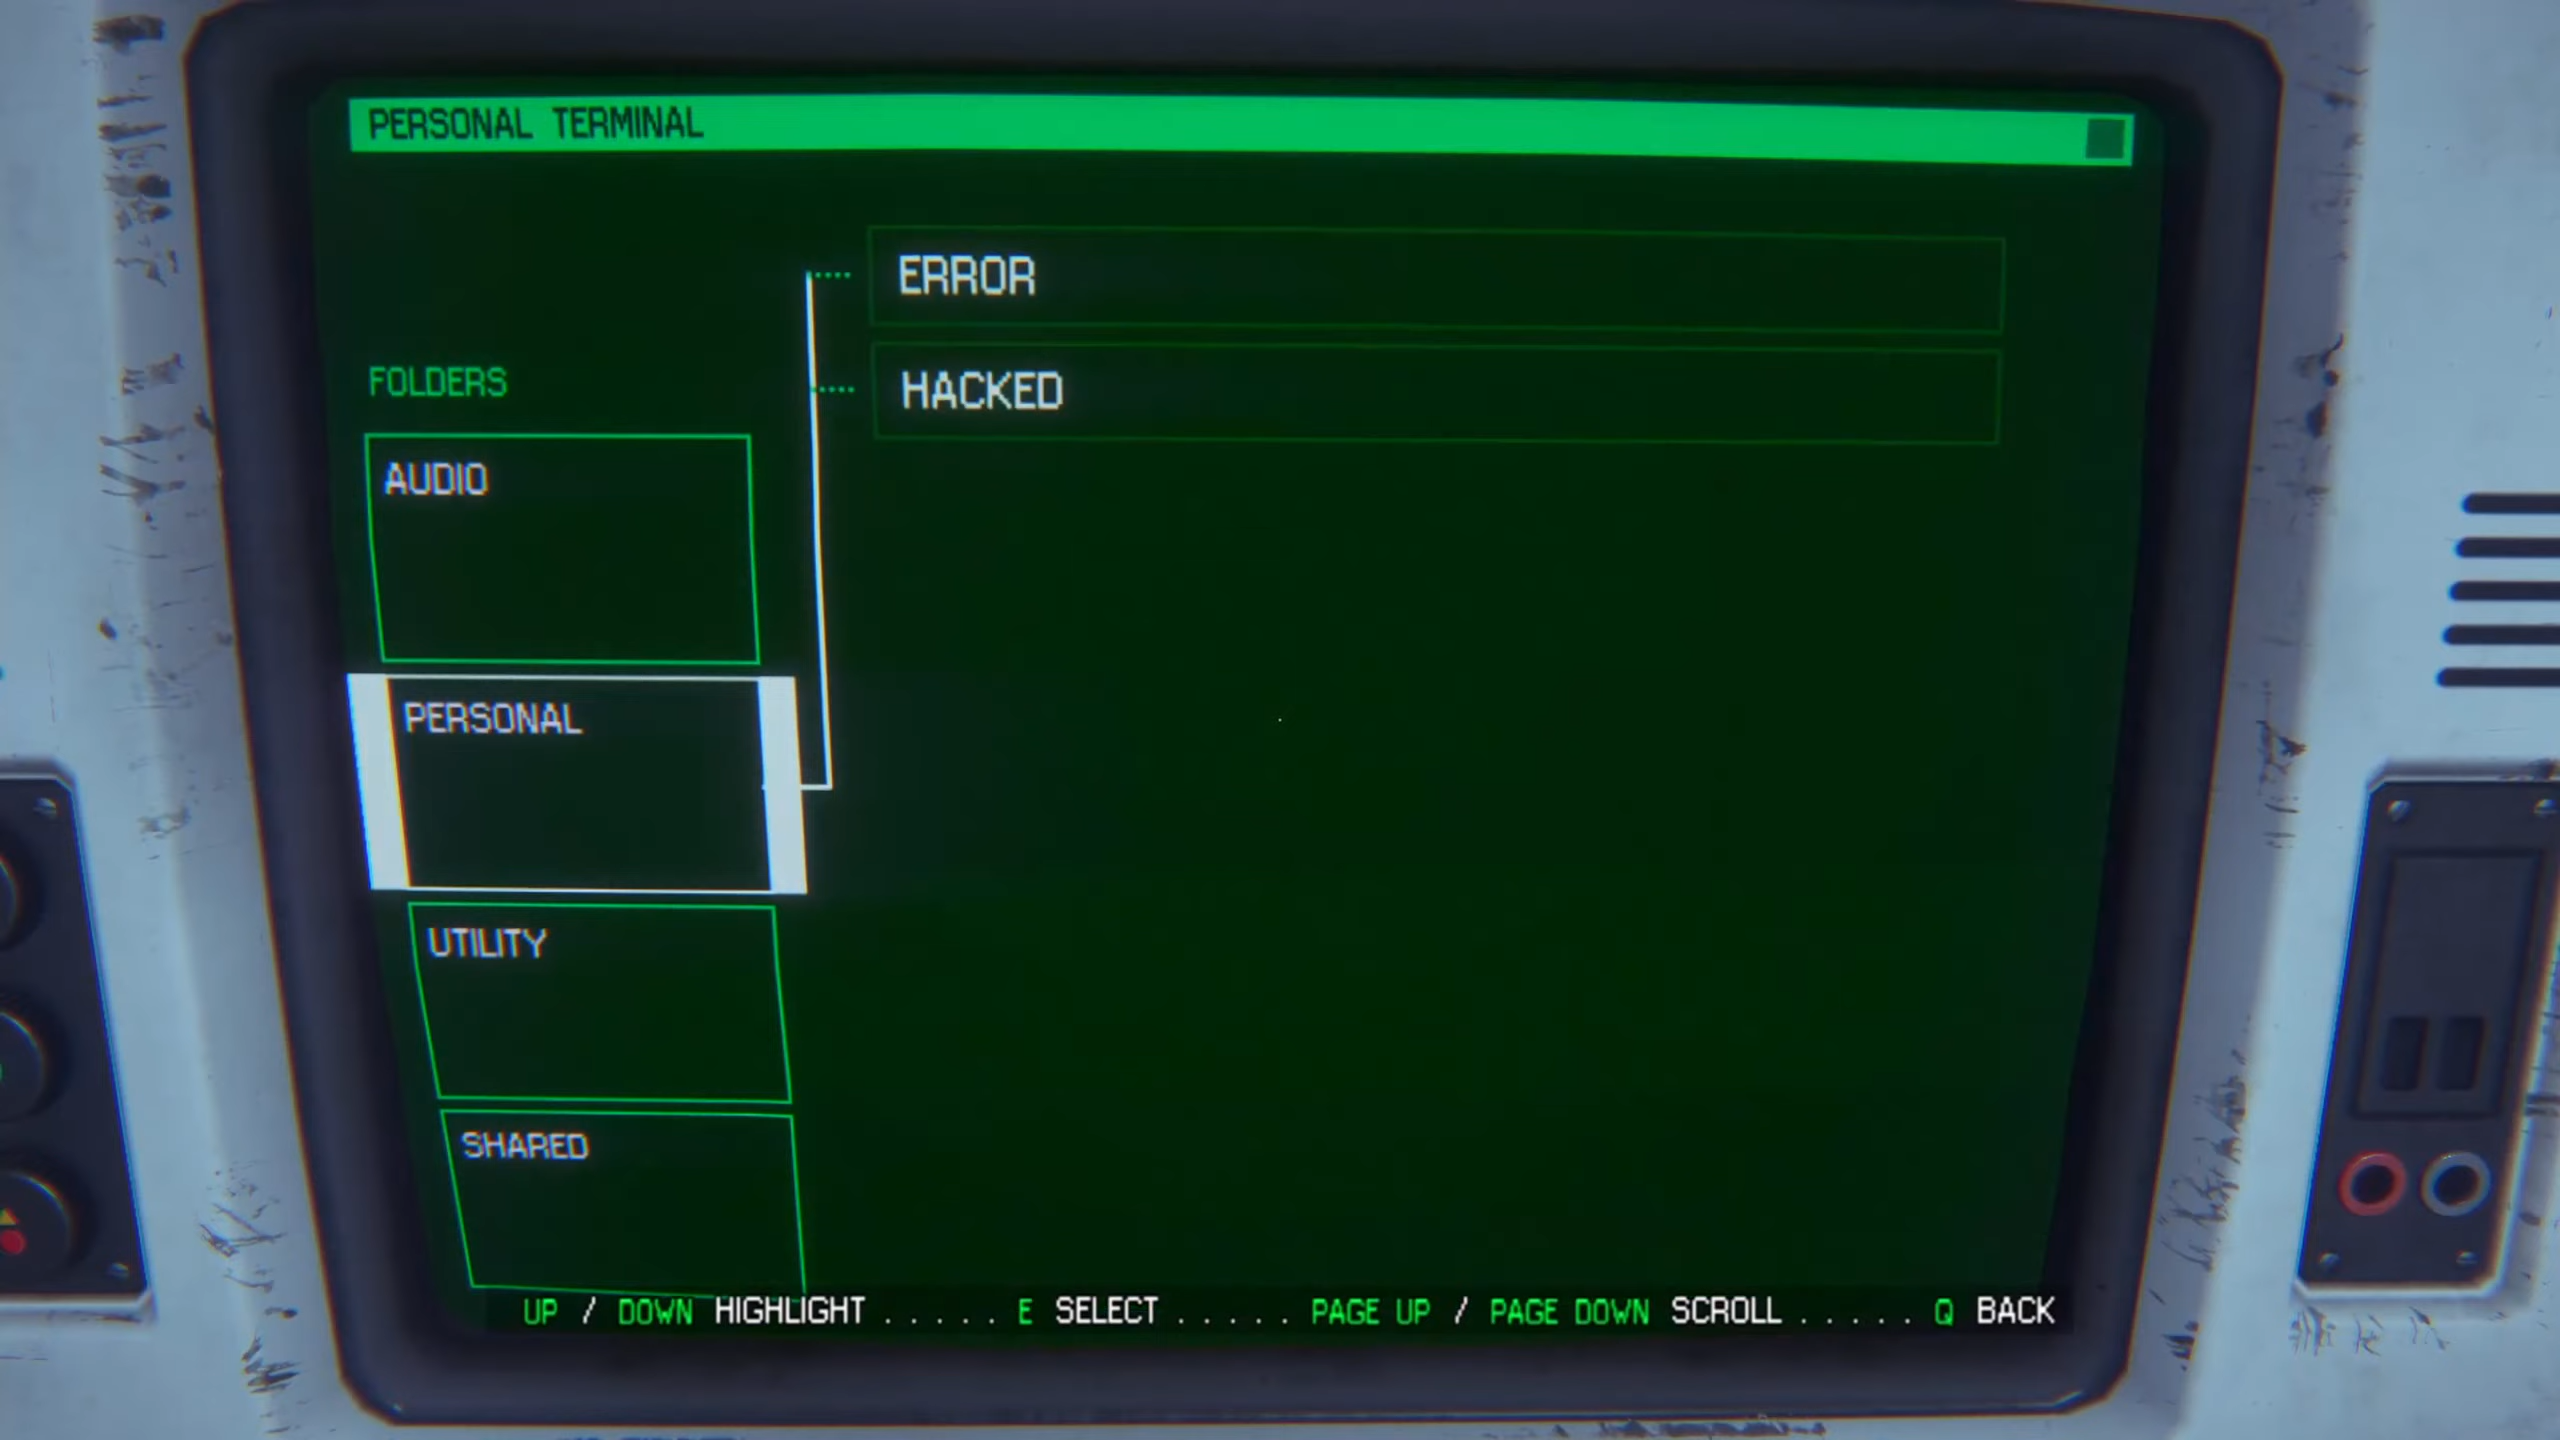 PERSONAL TERMINAL
FOLDERS
AUDIO
PERSONAL
UTILITY
SHARED
ERROR
HACKED
UP / DOWN HIGHLIGHT ..... E SELECT ..... PAGE UP / PAGE DOWN SCROLL ..... Q BACK